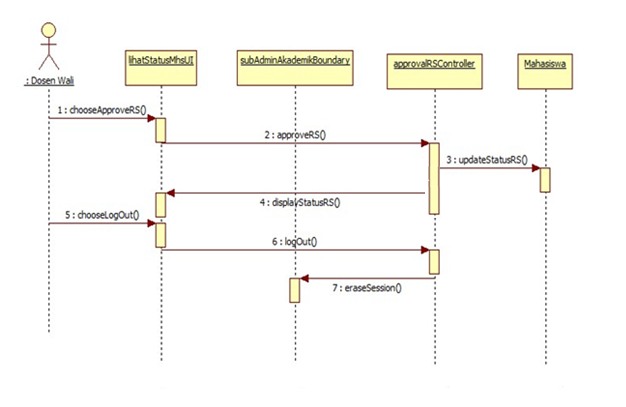 lihatStatusMhsUI
subAdminAkademikBoundary
approvalRSController
Mahasiswa
: Dosen Wali
1 : chooseApproveRS()
2 : approveRS()
3 : updateStatusRS()
4 : displayStatusRS()
5 : chooseLogOut()
6 : logOut()
7 : eraseSession()